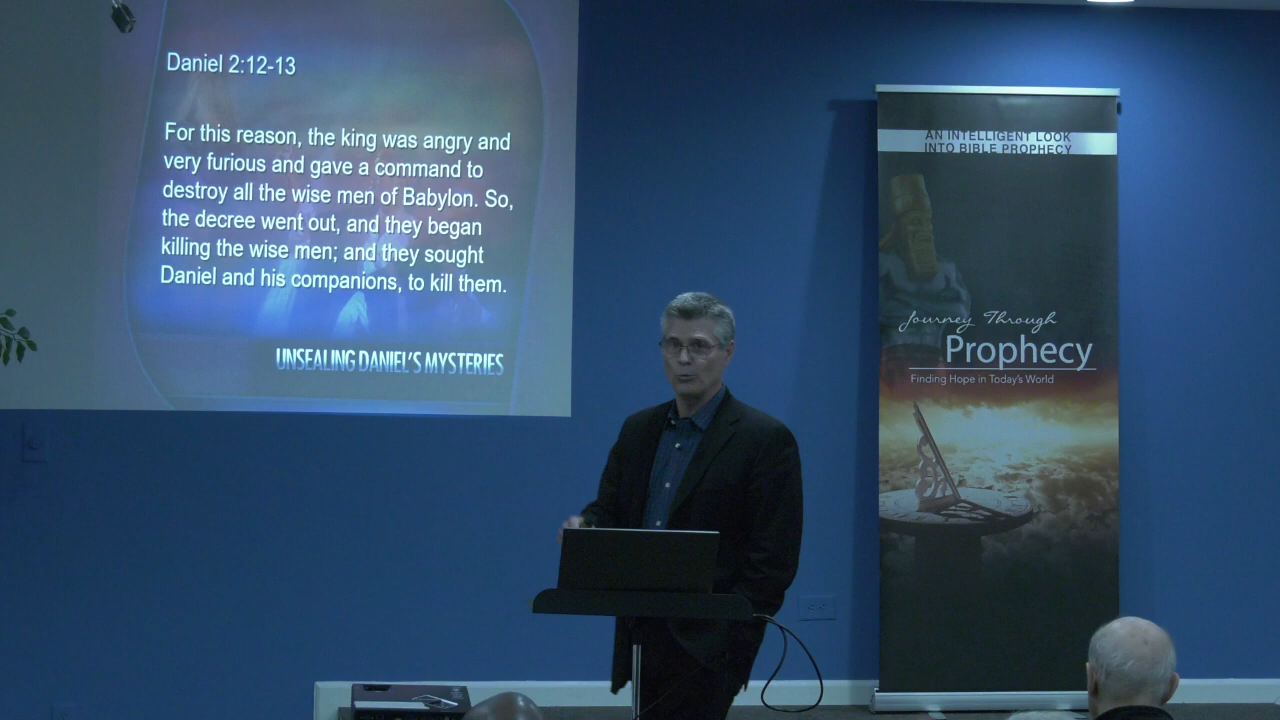 Daniel 2:12-13
For this reason, the king was angry and
very furious and gave a command to
destroy all the wise men of Babylon. So,
the decree went out, and they began
killing the wise men; and they sought
Daniel and his companions, to kill them.
UNSEALING DANIEL'S MYSTERIES
AN INTELLIGENT LOOK
INTO BIBLE PROPHECY
Journey Through
Prophecy
Finding Hope in Today's World